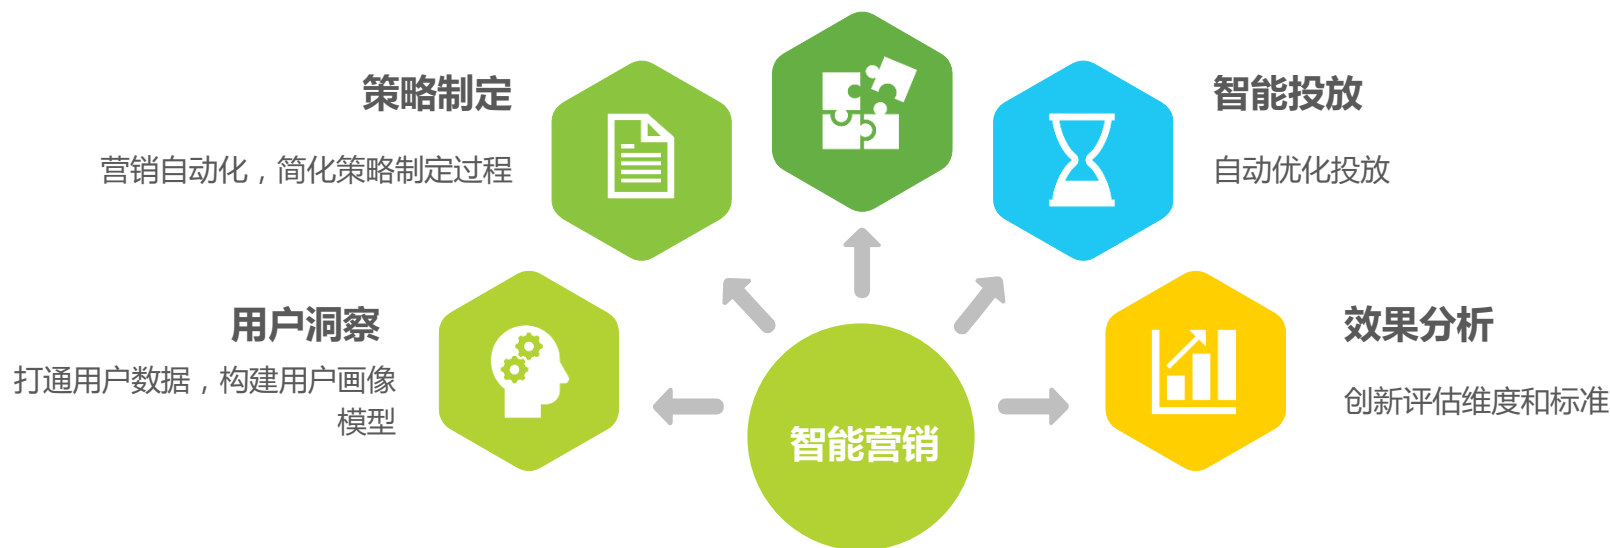 策略制定
营销自动化，简化策略制定过程
智能投放
自动优化投放
用户洞察
打通用户数据，构建用户画像
模型
效果分析
创新评估维度和标准
智能营销